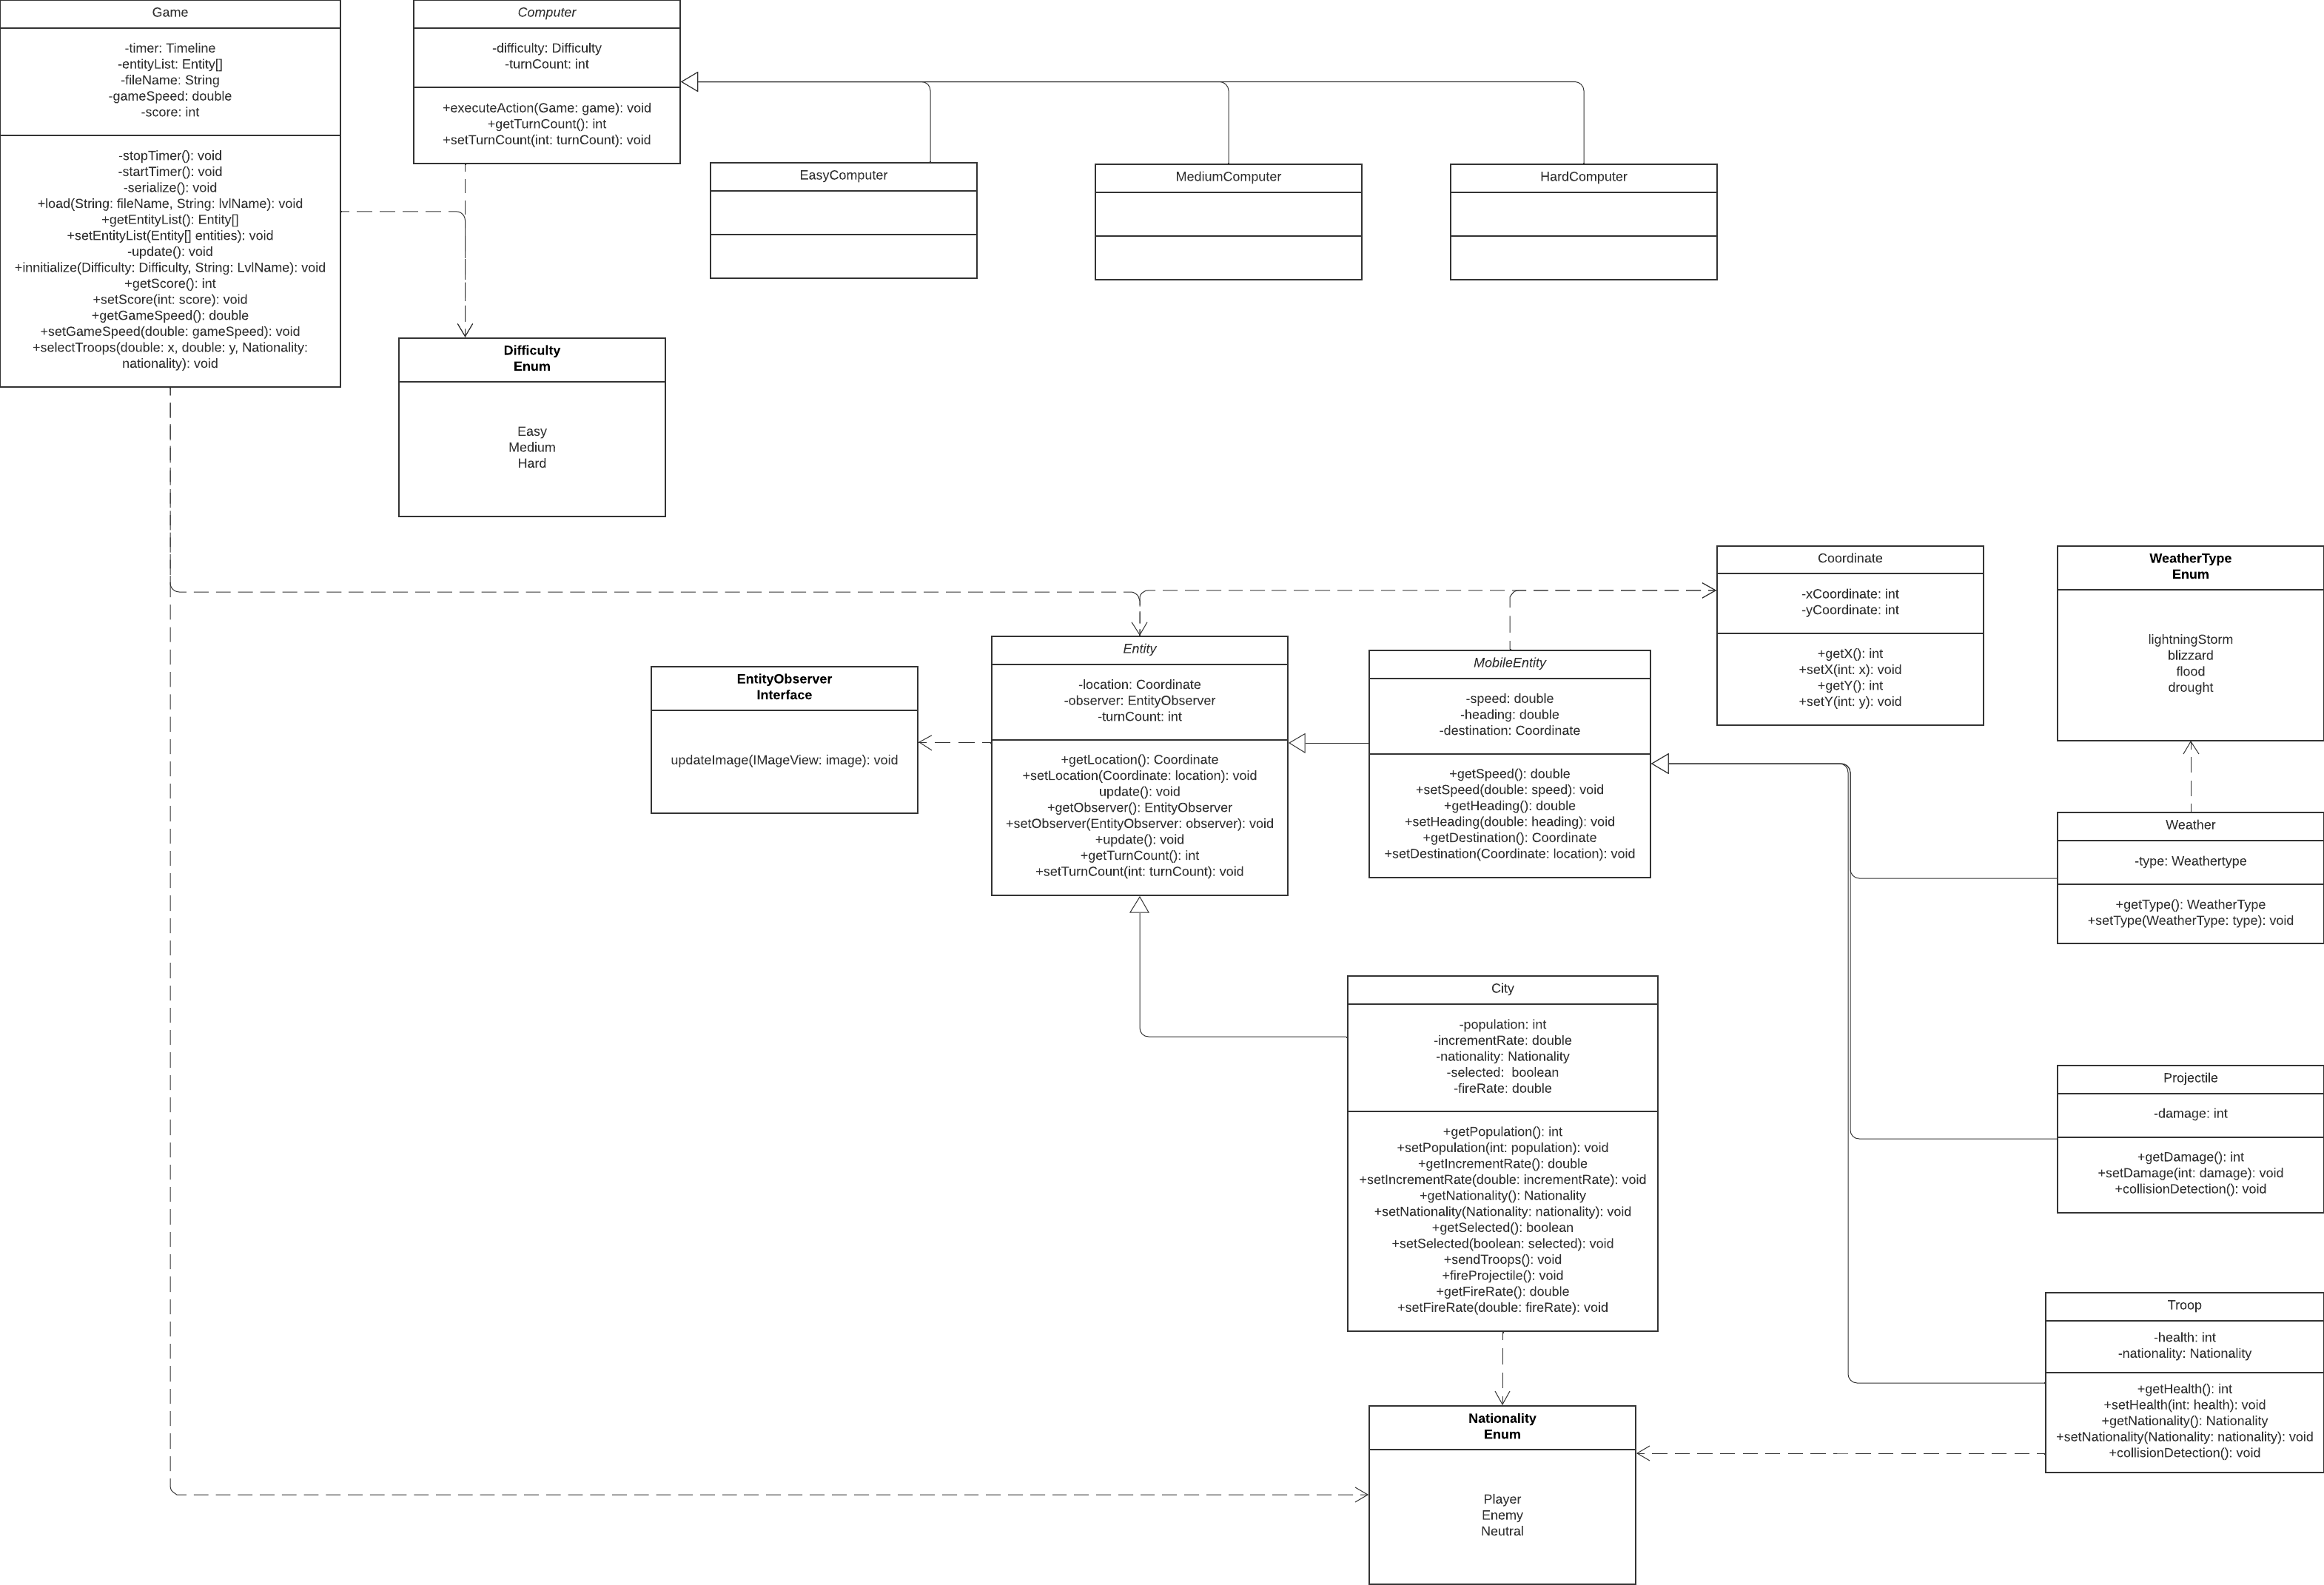 Game
-timer: Timeline
-entityList: Entity[]
-fileName: String
-gameSpeed: double
-score: int
-stopTimer(): void
-startTimer(): void
-serialize(): void
+load(String: fileName, String: lvlName): void
+getEntityList(): Entity[]
+setEntityList(Entity[] entities): void
-update(): void
+innitialize(Difficulty: Difficulty, String: LvlName): void
+getScore(): int
+setScore(int: score): void
+getGameSpeed(): double
+setGameSpeed(double: gameSpeed): void
+selectTroops(double: x, double: y, Nationality:
nationality): void
Computer
-difficulty: Difficulty
-turnCount: int
+executeAction(Game: game): void
+getTurnCount(): int
+setTurnCount(int: turnCount): void
EasyComputer
MediumComputer
HardComputer
Difficulty
Enum
Easy
Medium
Hard
EntityObserver
Interface
updateImage(IMageView: image): void
Entity
-location: Coordinate
-observer: EntityObserver
-turnCount: int
+getLocation(): Coordinate
+setLocation(Coordinate: location): void
update(): void
+getObserver(): EntityObserver
+setObserver(EntityObserver: observer): void
+update(): void
+getTurnCount(): int
+setTurnCount(int: turnCount): void
MobileEntity
-speed: double
-heading: double
-destination: Coordinate
+getSpeed(): double
+setSpeed(double: speed): void
+getHeading(): double
+setHeading(double: heading): void
+getDestination(): Coordinate
+setDestination(Coordinate: location): void
Coordinate
-xCoordinate: int
-yCoordinate: int
+getX(): int
+setX(int: x): void
+getY(): int
+setY(int: y): void
WeatherType
Enum
lightningStorm
blizzard
flood
drought
Weather
-type: Weathertype
+getType(): WeatherType
+setType(WeatherType: type): void
City
-population: int
-incrementRate: double
-nationality: Nationality
-selected:  boolean
-fireRate: double
+getPopulation(): int
+setPopulation(int: population): void
+getIncrementRate(): double
+setIncrementRate(double: incrementRate): void
+getNationality(): Nationality
+setNationality(Nationality: nationality): void
+getSelected(): boolean
+setSelected(boolean: selected): void
+sendTroops(): void
+fireProjectile(): void
+getFireRate(): double
+setFireRate(double: fireRate): void
Projectile
-damage: int
+getDamage(): int
+setDamage(int: damage): void
+collisionDetection(): void
Troop
-health: int
-nationality: Nationality
+getHealth(): int
+setHealth(int: health): void
+getNationality(): Nationality
+setNationality(Nationality: nationality): void
+collisionDetection(): void
Nationality
Enum
Player
Enemy
Neutral